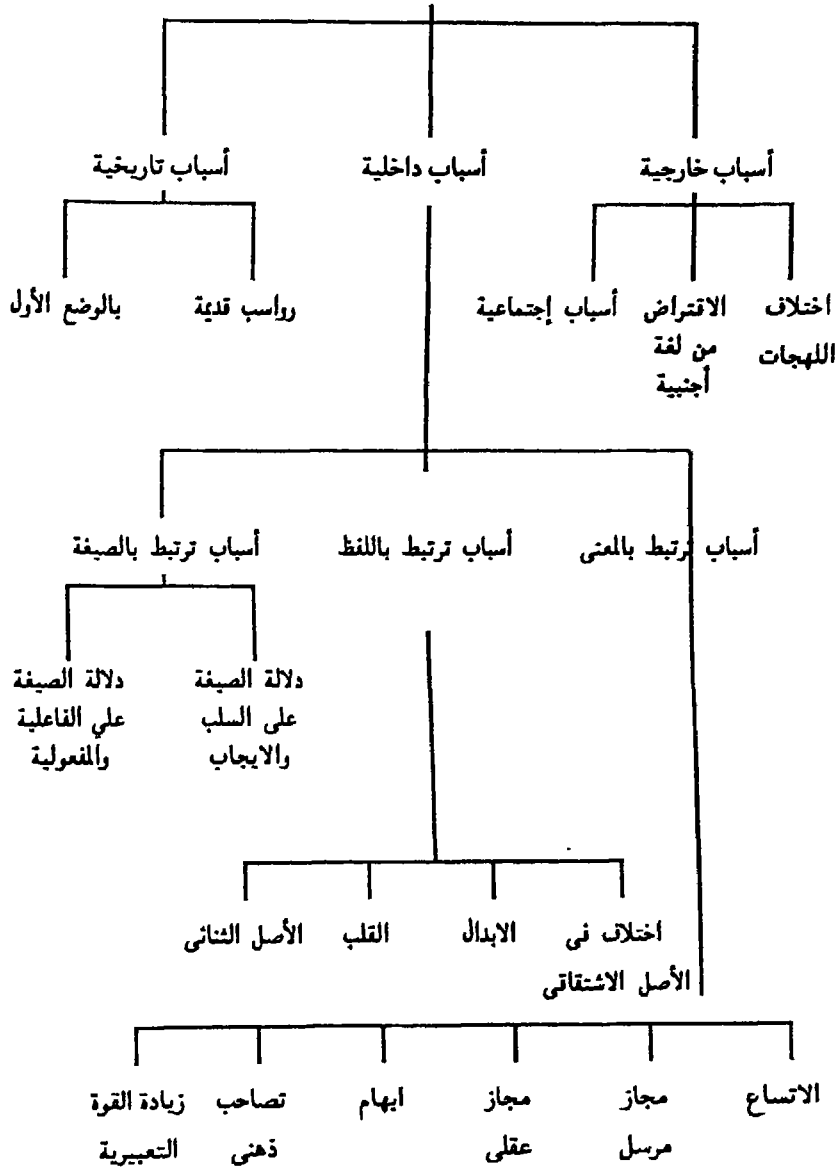 أسباب خارجية
أسباب داخلية
أسباب تاريخية
اختلاف
اللهجات
الاقتراض
من لغة
أجنبية
أسباب إجتماعية
رواسب قديمة
بالوضع الأول
أسباب ترتبط بالمعنى
أسباب ترتبط باللفظ
أسباب ترتبط بالصيغة
دلالة الصيغة
على السلب
والايجاب
دلالة الصيغة
علي الفاعلية
والمفعولية
اختلاف فى
الأصل الاشتقاقى
الابدال
القلب
الأصل الثنائى
الاتساع
مجاز
مرسل
مجاز
عقلى
ابهام
تصاحب
ذهنى
زيادة القوة
التعبيرية